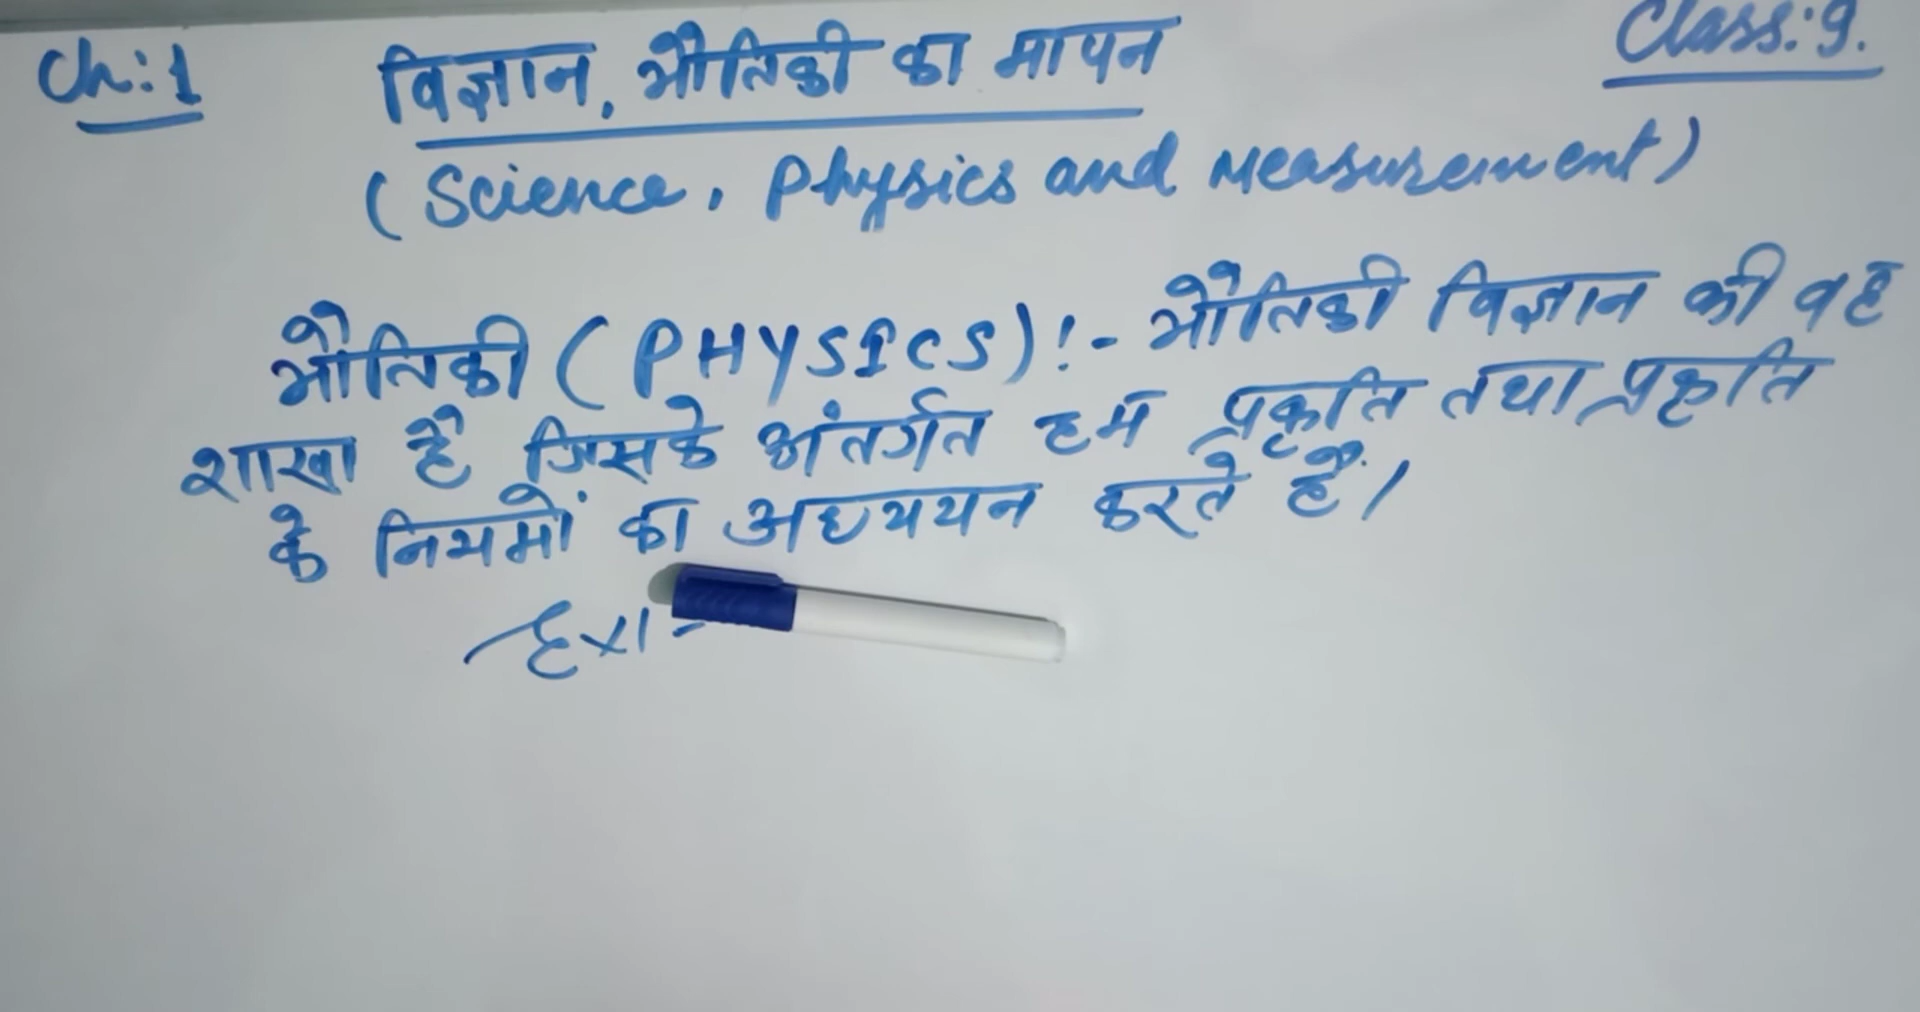 Ch:1 विज्ञान, भौतिकी का मापन Class:9.
(Science, Physics and Measurement)
भौतिकी (PHYSICS):- भौतिकी विज्ञान की वह
शाखा है जिसके अंतर्गत हम प्रकृति तथा प्रकृति
के नियमों का अध्ययन करते हैं।
Ex:-